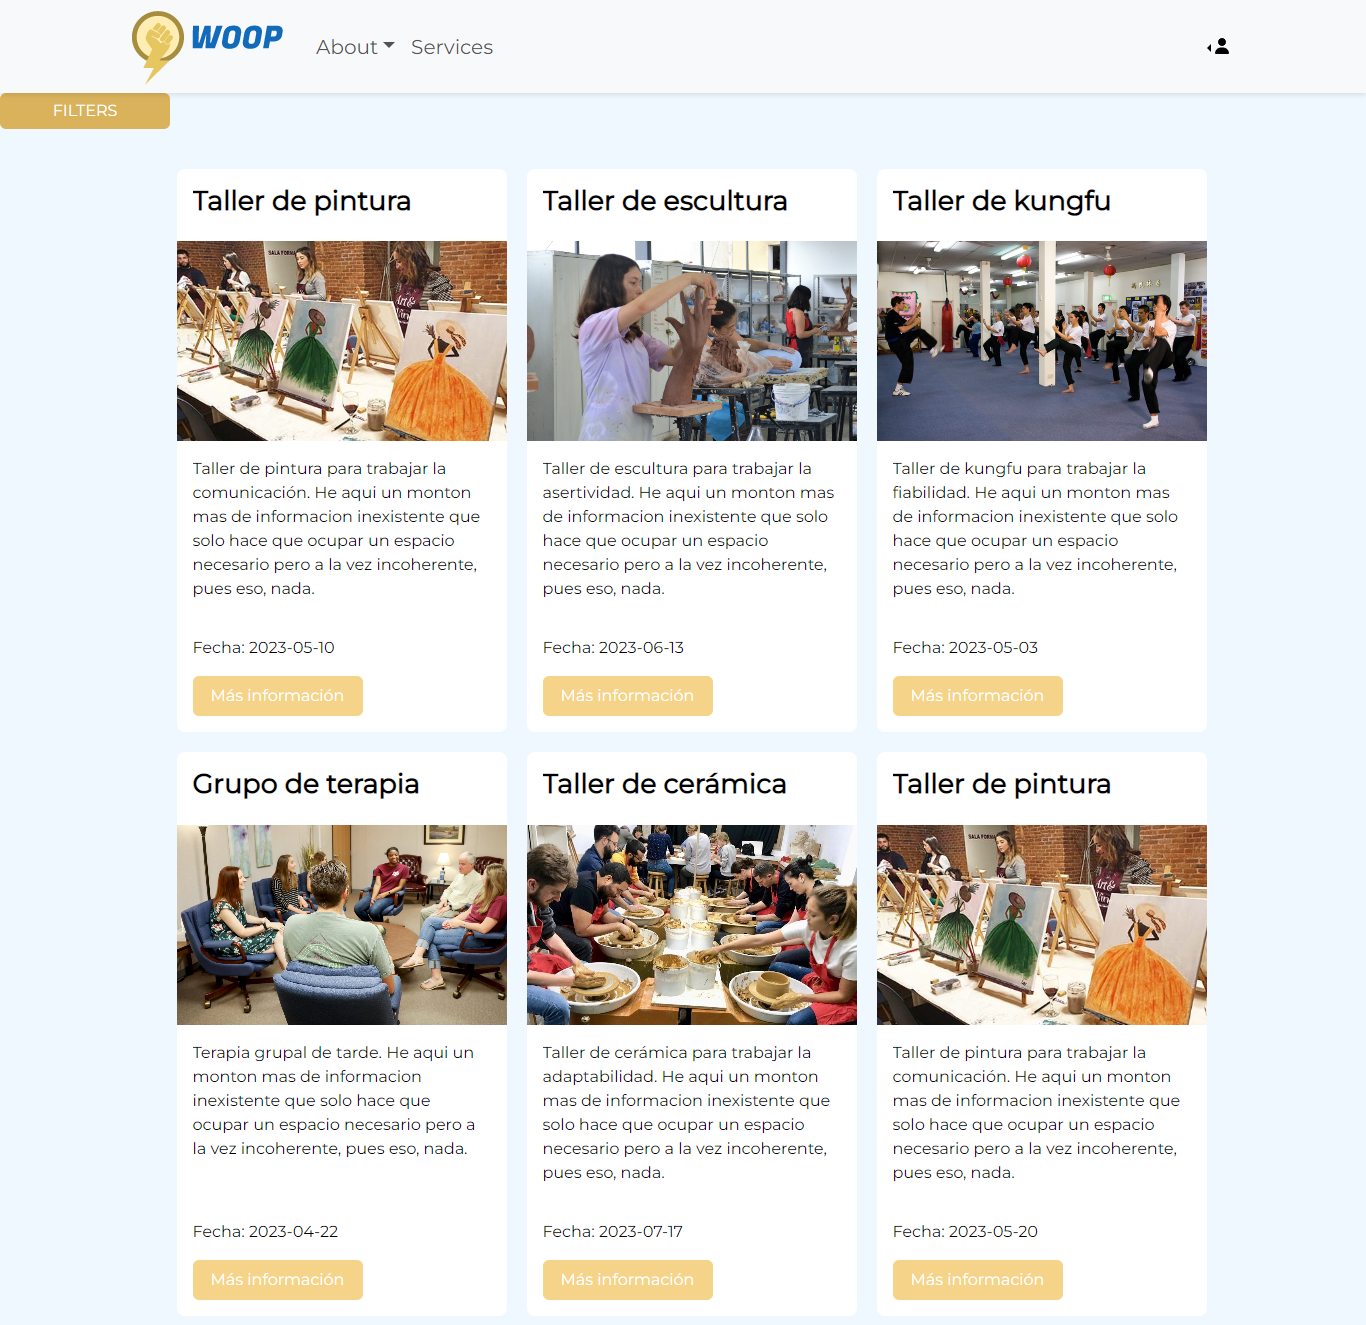 WOOP
About
Services
FILTERS
Taller de pintura
SALA FORMA
Art &
Taller de pintura para trabajar la
comunicación. He aqui un monton
mas de informacion inexistente que
solo hace que ocupar un espacio
necesario pero a la vez incoherente,
pues eso, nada.
Fecha: 2023-05-10
Más información
Taller de escultura
Taller de escultura para trabajar la
asertividad. He aqui un monton mas
de informacion inexistente que solo
hace que ocupar un espacio
necesario pero a la vez incoherente,
pues eso, nada.
Fecha: 2023-06-13
Más información
Taller de kungfu
Taller de kungfu para trabajar la
fiabilidad. He aqui un monton mas
de informacion inexistente que solo
hace que ocupar un espacio
necesario pero a la vez incoherente,
pues eso, nada.
Fecha: 2023-05-03
Más información
Grupo de terapia
Terapia grupal de tarde. He aqui un
monton mas de informacion
inexistente que solo hace que
ocupar un espacio necesario pero a
la vez incoherente, pues eso, nada.
Fecha: 2023-04-22
Más información
Taller de cerámica
Taller de cerámica para trabajar la
adaptabilidad. He aqui un monton
mas de informacion inexistente que
solo hace que ocupar un espacio
necesario pero a la vez incoherente,
pues eso, nada.
Fecha: 2023-07-17
Más información
Taller de pintura
SALA FORMA
Art &
Taller de pintura para trabajar la
comunicación. He aqui un monton
mas de informacion inexistente que
solo hace que ocupar un espacio
necesario pero a la vez incoherente,
pues eso, nada.
Fecha: 2023-05-20
Más información